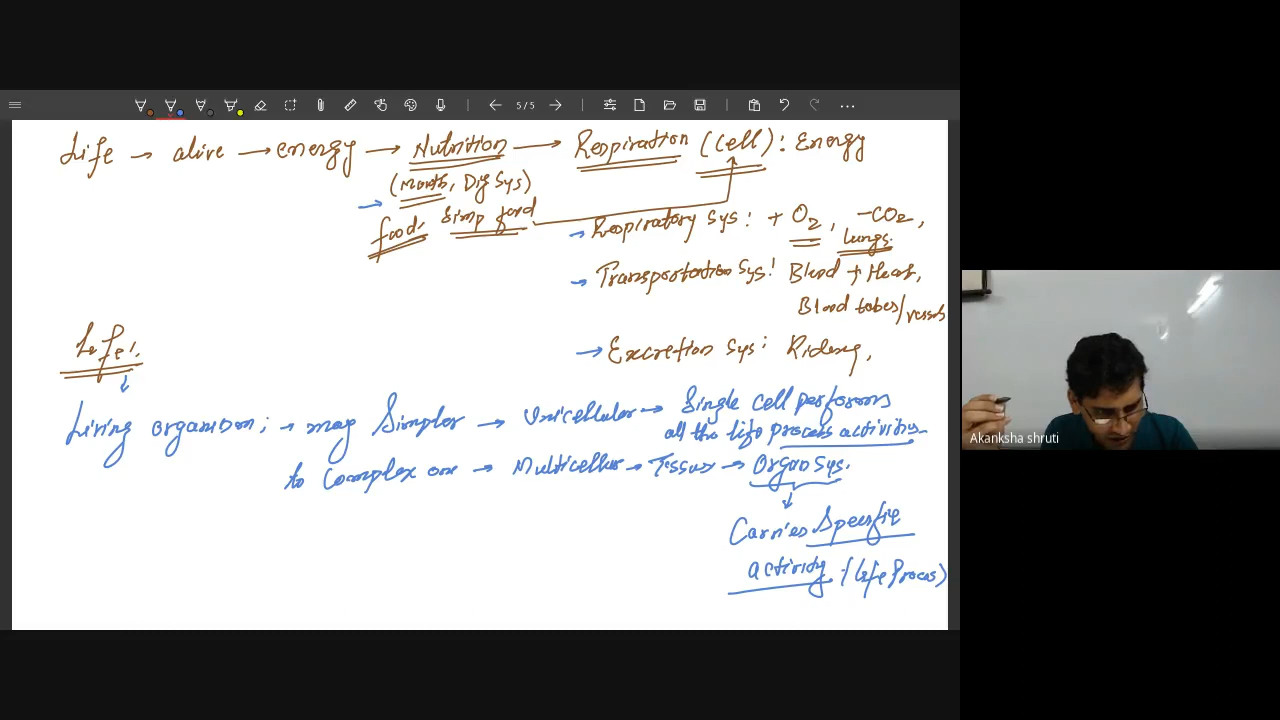 5/5
Life → alive → energy → Nutrition → Respiration (cell): Energy
(Mouth, Dig Sys)
food. Simp food
Respiratory Sys: + O2, -CO2,
Lungs.
Transportation Sys: Blood + Heart,
Blood tubes/vessels
Life:
→ Excretion Sys: Kidney,
Living organism; → may Simpler → Unicellular → Single cell performs
all the life process activities
to Complex one → Multicellular → Tissues → Organ Sys.
Carries Specific
activity (Life Process)
Akanksha shruti